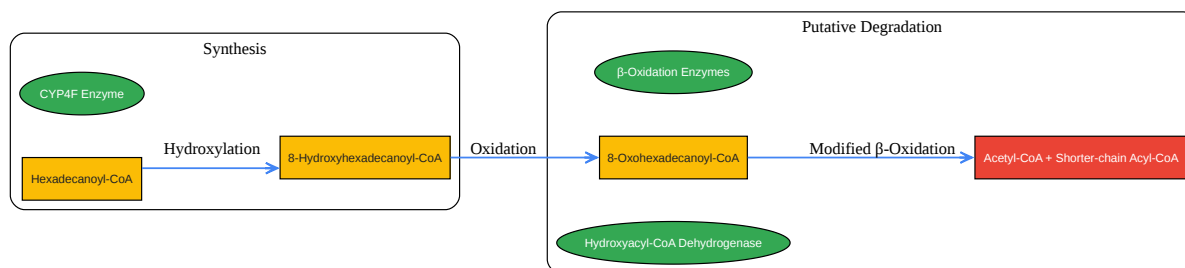 Synthesis
CYP4F Enzyme
Hexadecanoyl-CoA
Hydroxylation
8-Hydroxyhexadecanoyl-CoA
Oxidation
Putative Degradation
β-Oxidation Enzymes
8-Oxohexadecanoyl-CoA
Modified β-Oxidation
Acetyl-CoA + Shorter-chain Acyl-CoA
Hydroxyacyl-CoA Dehydrogenase